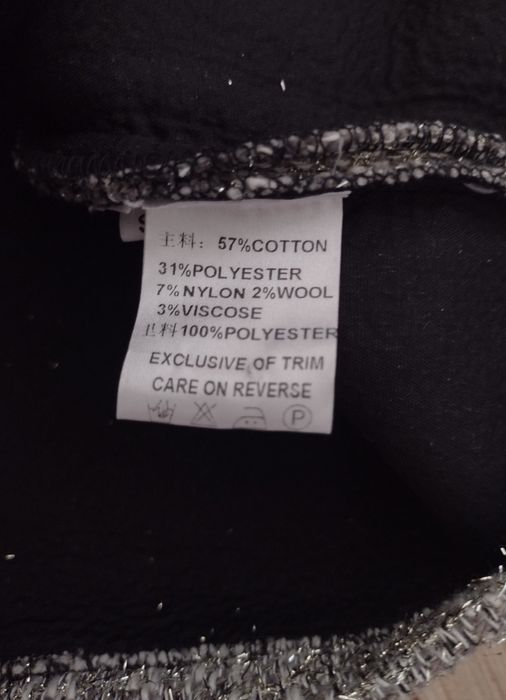 主料：57%COTTON
31%POLYESTER
7%NYLON 2%WOOL
3%VISCOSE
卫料100%POLYESTER
EXCLUSIVE OF TRIM
CARE ON REVERSE
P